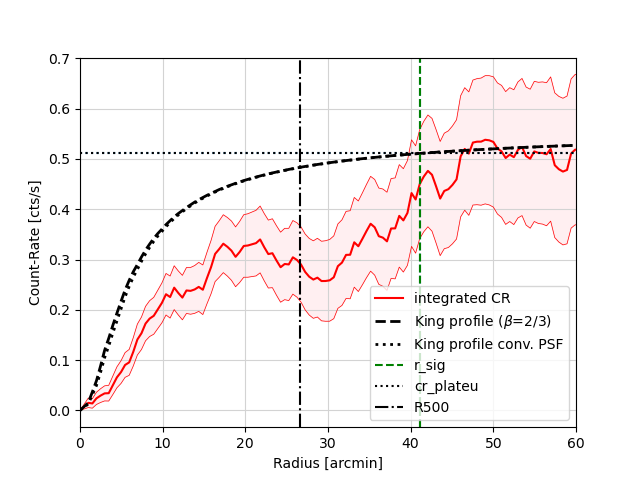 0.7
0.6
0.5
0.4
0.3
0.2
0.1
0.0
Count-Rate [cts/s]
integrated CR
King profile (β=2/3)
King profile conv. PSF
r_sig
cr_plateu
R500
0 10 20 30 40 50 60
Radius [arcmin]